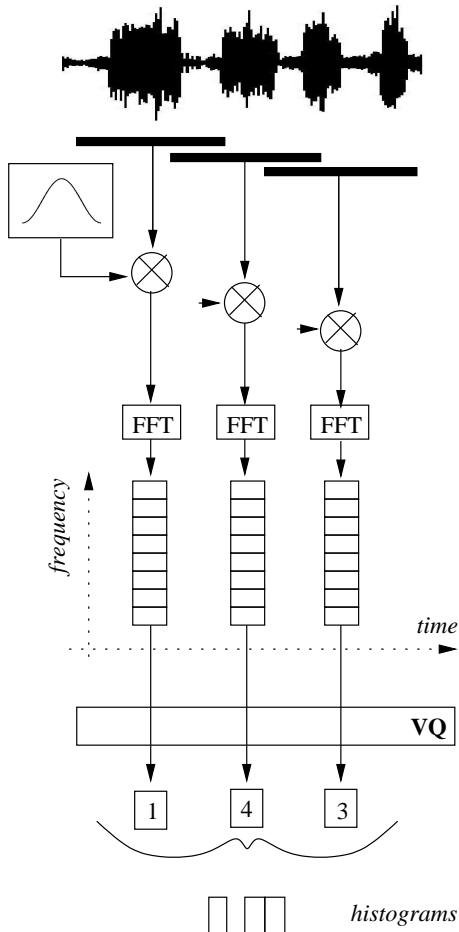 FFT FFT FFT
frequency
time
VQ
1 4 3
histograms